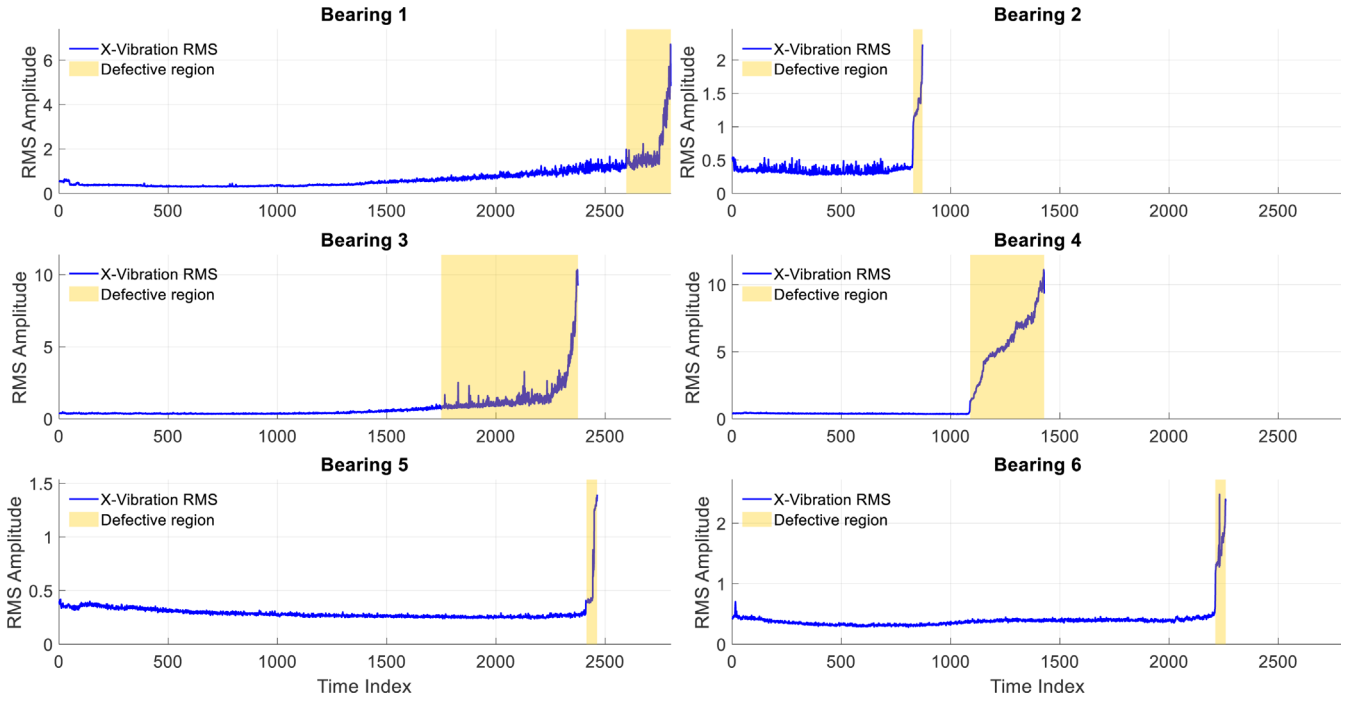 Bearing 1
RMS Amplitude
6
4
2
0
X-Vibration RMS
Defective region
0 500 1000 1500 2000 2500
Bearing 2
RMS Amplitude
2
1.5
1
0.5
0
X-Vibration RMS
Defective region
0 500 1000 1500 2000 2500
Bearing 3
RMS Amplitude
10
5
0
X-Vibration RMS
Defective region
0 500 1000 1500 2000 2500
Bearing 4
RMS Amplitude
10
5
0
X-Vibration RMS
Defective region
0 500 1000 1500 2000 2500
Bearing 5
RMS Amplitude
1.5
1
0.5
0
X-Vibration RMS
Defective region
0 500 1000 1500 2000 2500
Time Index
Bearing 6
RMS Amplitude
2
1
0
X-Vibration RMS
Defective region
0 500 1000 1500 2000 2500
Time Index